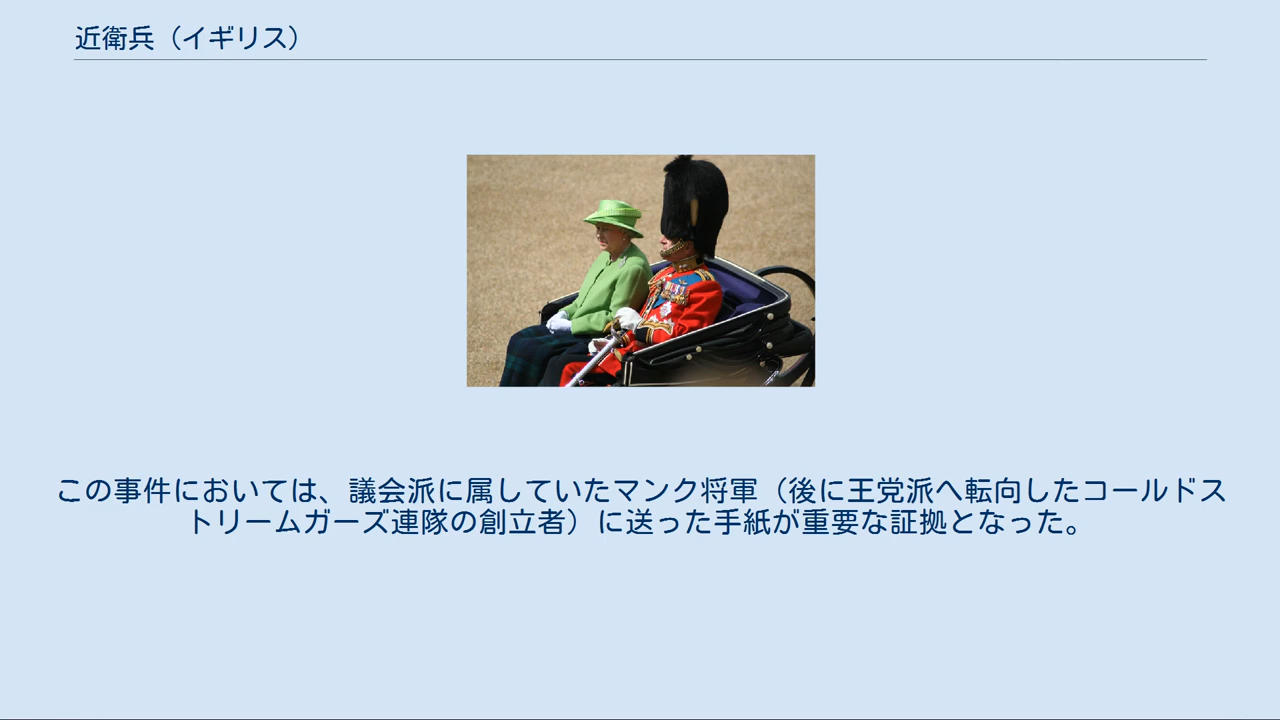 近衛兵（イギリス）
この事件においては、議会派に属していたマンク将軍（後に王党派へ転向したコールドス
トリームガーズ連隊の創立者）に送った手紙が重要な証拠となった。